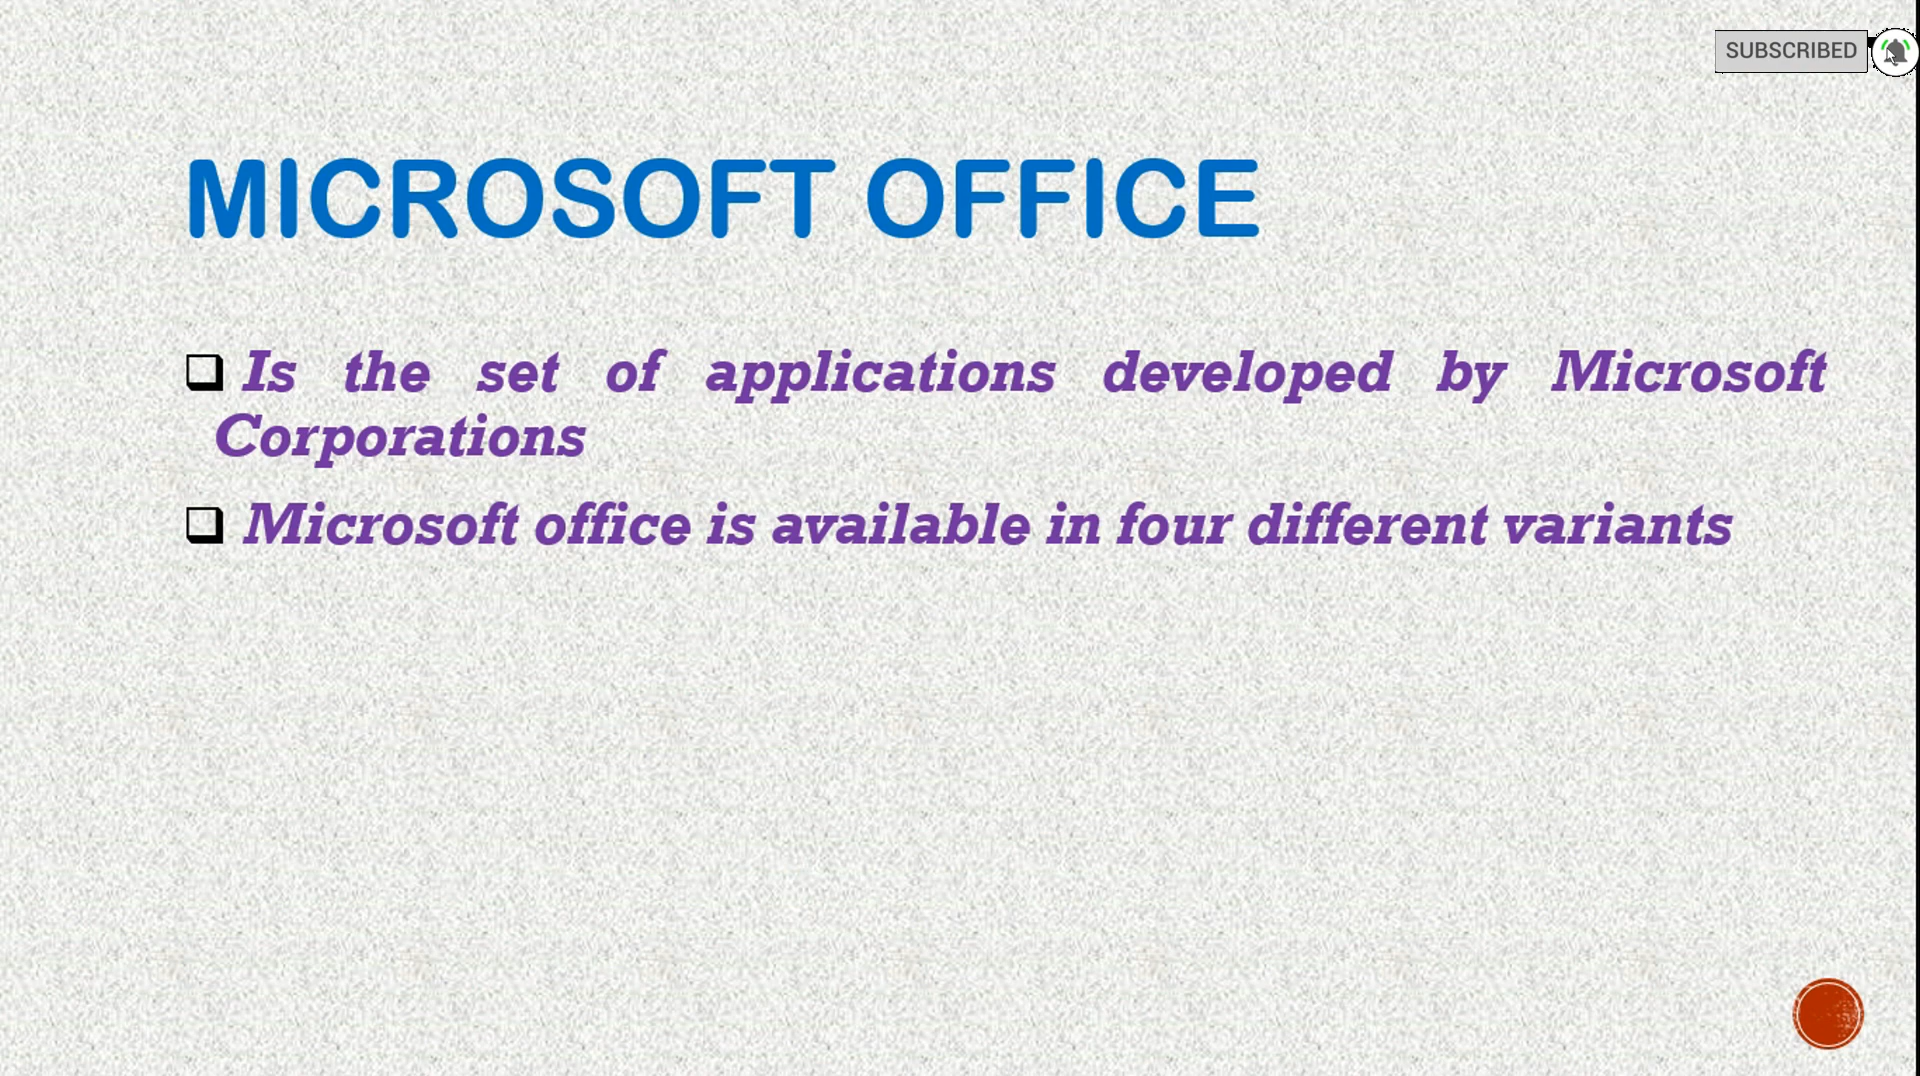 SUBSCRIBED
MICROSOFT OFFICE
Is the set of applications developed by Microsoft
Corporations
Microsoft office is available in four different variants